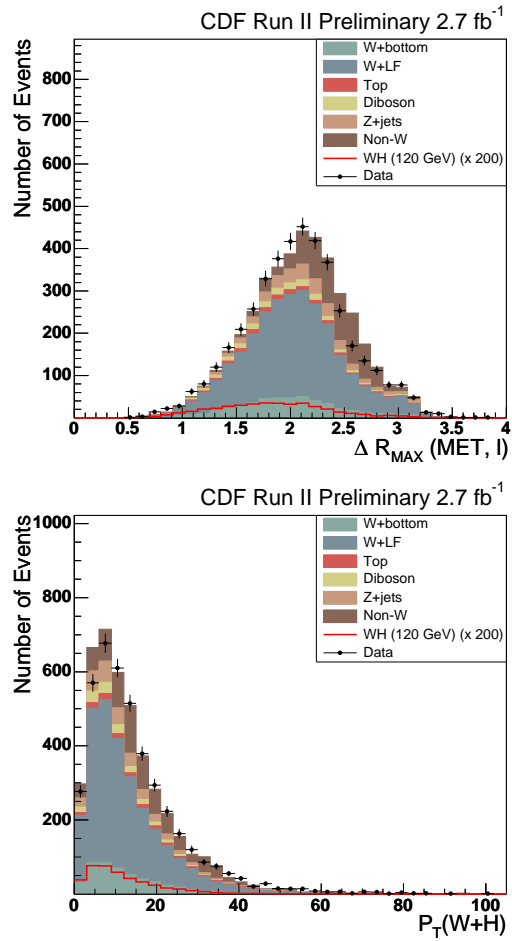 CDF Run II Preliminary 2.7 fb-1
Number of Events
800
700
600
500
400
300
200
100
0
W+bottom
W+LF
Top
Diboson
Z+jets
Non-W
WH (120 GeV) (x 200)
Data
0 0.5 1 1.5 2 2.5 3 3.5 4
Δ RMAX (MET, l)
CDF Run II Preliminary 2.7 fb-1
Number of Events
1000
800
600
400
200
0
W+bottom
W+LF
Top
Diboson
Z+jets
Non-W
WH (120 GeV) (x 200)
Data
0 20 40 60 80 100
PT(W+H)